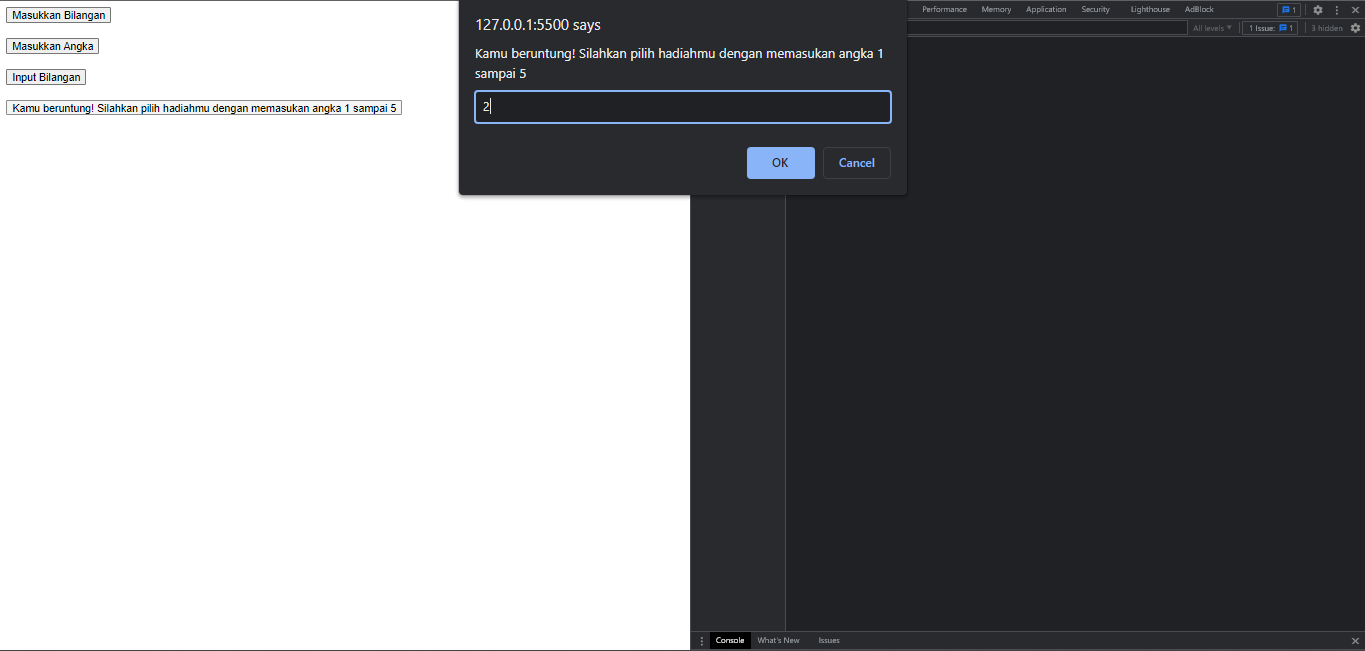 Masukkan Bilangan
Masukkan Angka
Input Bilangan
Kamu beruntung! Silahkan pilih hadiahmu dengan memasukan angka 1 sampai 5
127.0.0.1:5500 says
Kamu beruntung! Silahkan pilih hadiahmu dengan memasukan angka 1
sampai 5
2
OK Cancel
Performance Memory Application Security Lighthouse AdBlock 1
All levels 1 Issue: 1 3 hidden
Console What's New Issues